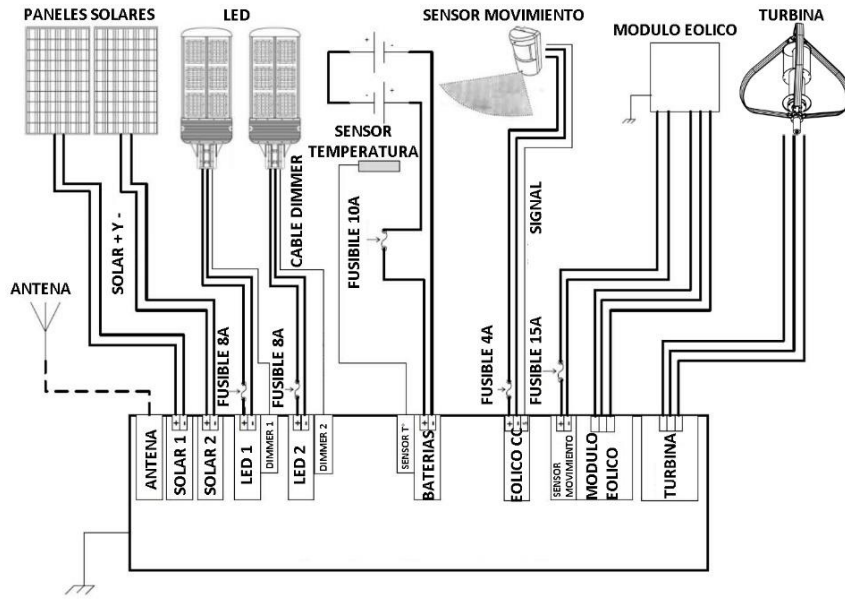 PANELES SOLARES
LED
SENSOR MOVIMIENTO
MODULO EOLICO
TURBINA
+ -
- +
SENSOR
TEMPERATURA
SOLAR + Y -
CABLE DIMMER
FUSIBILE 10A
SIGNAL
ANTENA
FUSIBLE 8A
FUSIBLE 8A
FUSIBLE 4A
FUSIBLE 15A
+ -
+ -
+ -
+ -
+ -
+ - s
+ -
ANTENA
SOLAR 1
SOLAR 2
LED 1
DIMMER 1
LED 2
DIMMER 2
SENSOR T°
BATERIAS
EOLICO CC
SENSOR
MOVIMIENTO
MODULO
EOLICO
TURBINA